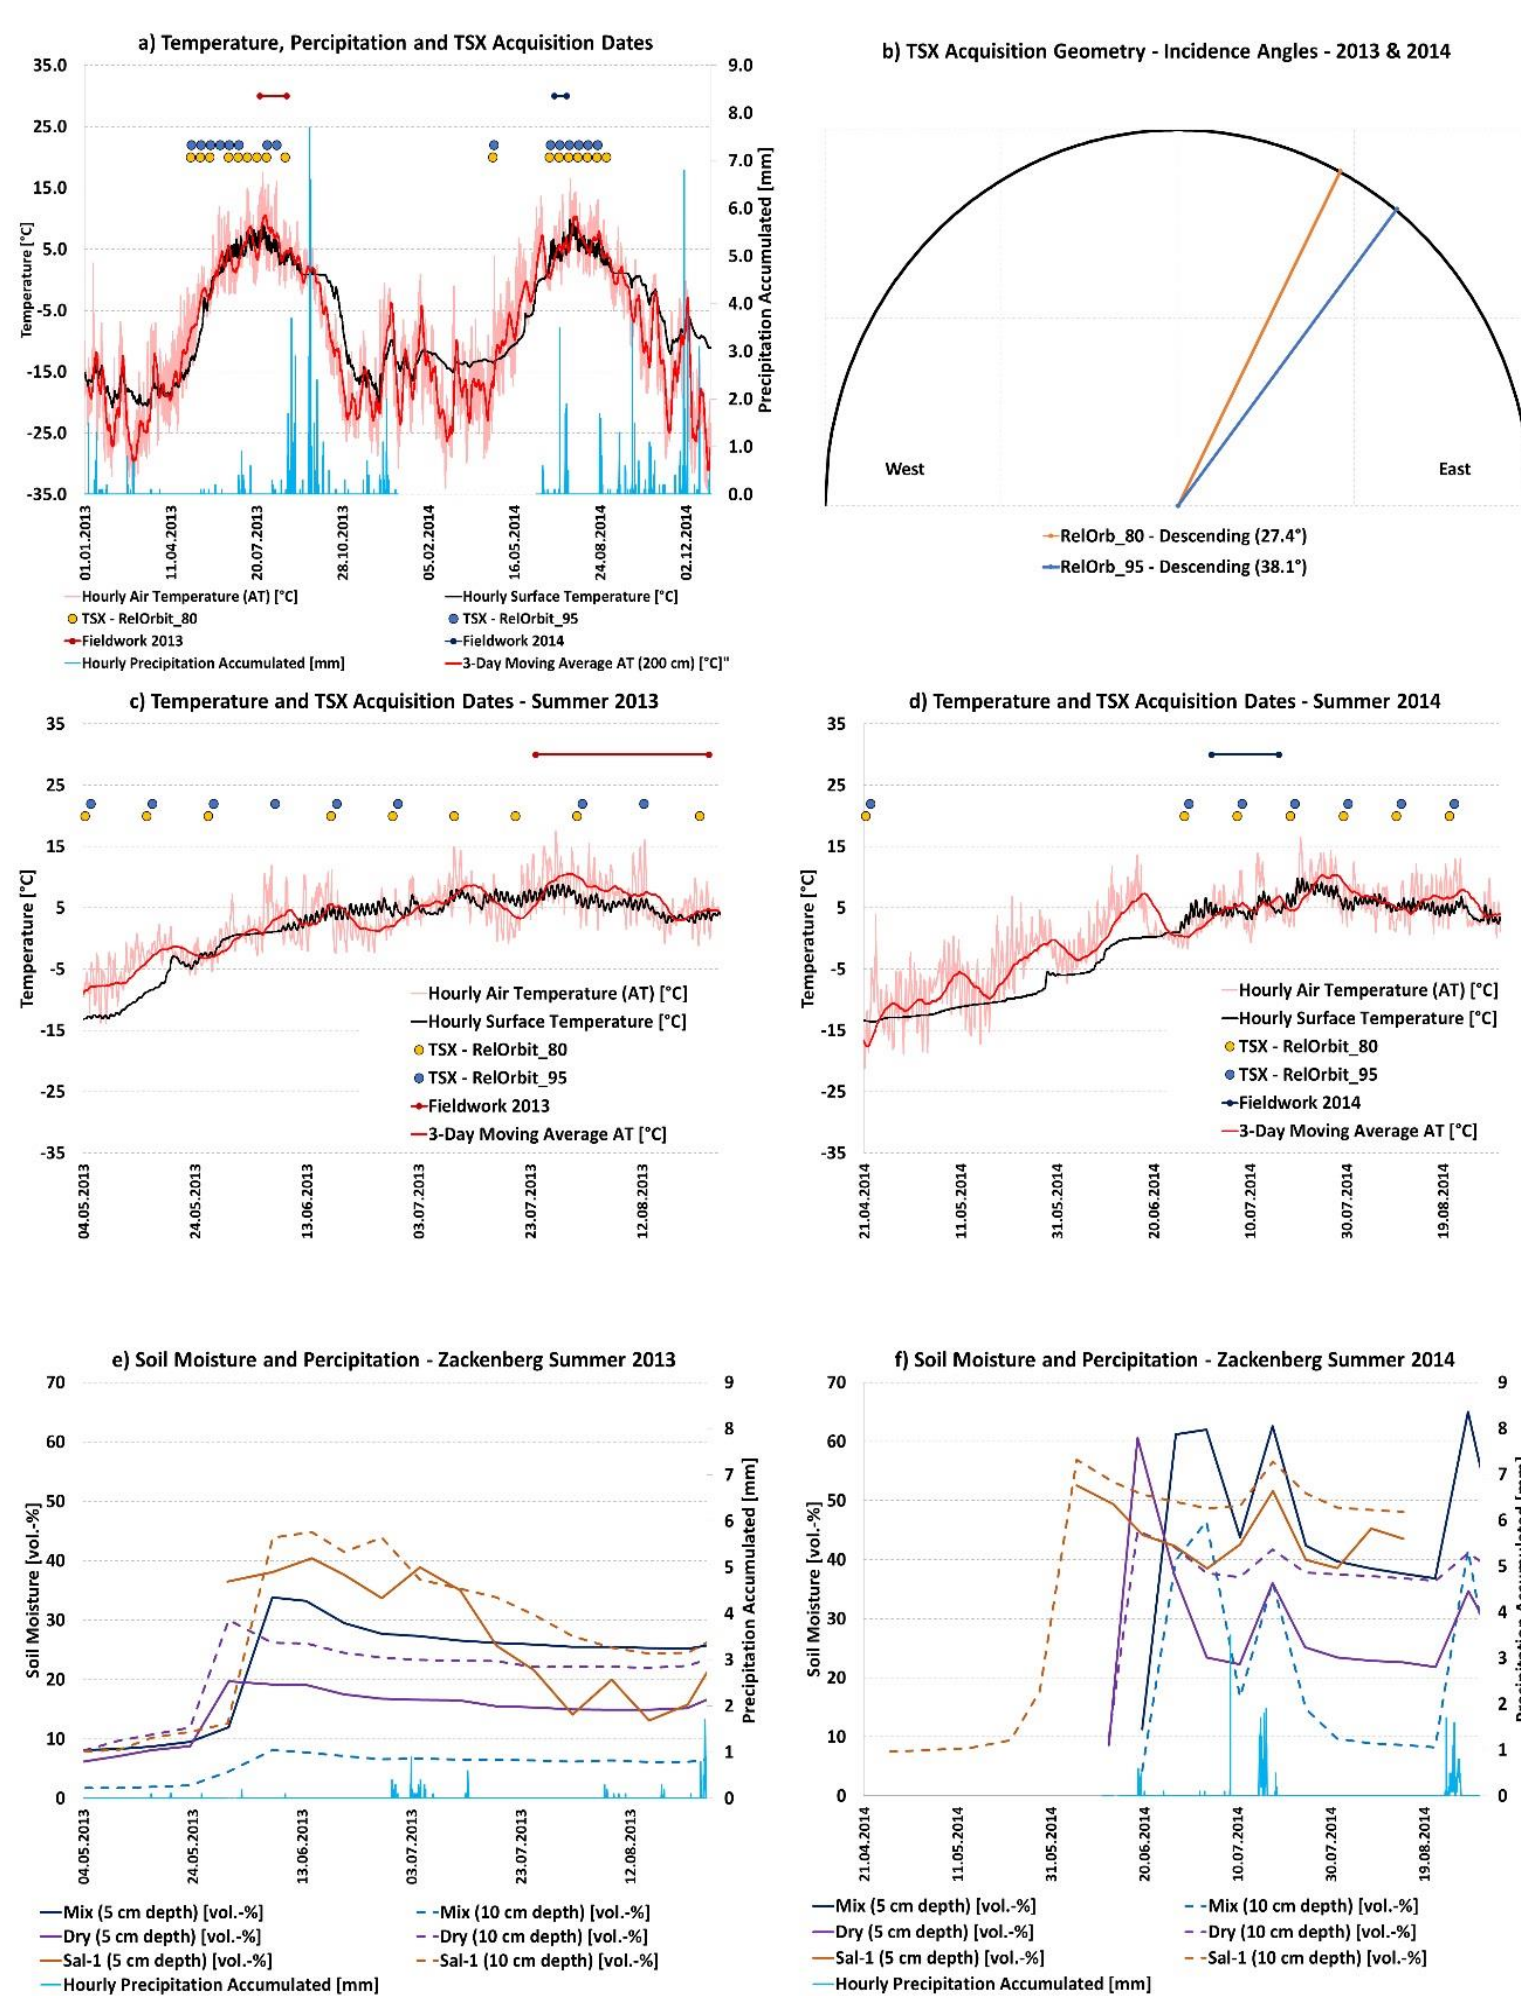 a) Temperature, Percipitation and TSX Acquisition Dates
35.0
25.0
15.0
5.0
-5.0
-15.0
-25.0
-35.0
Temperature [°C]
9.0
8.0
7.0
6.0
5.0
4.0
3.0
2.0
1.0
0.0
Precipitation Accumulated [mm]
01.01.2013
11.04.2013
20.07.2013
28.10.2013
05.02.2014
16.05.2014
24.08.2014
02.12.2014
Hourly Air Temperature (AT) [°C]
Hourly Surface Temperature [°C]
TSX - RelOrbit_80
TSX - RelOrbit_95
Fieldwork 2013
Fieldwork 2014
Hourly Precipitation Accumulated [mm]
3-Day Moving Average AT (200 cm) [°C]"
b) TSX Acquisition Geometry - Incidence Angles - 2013 & 2014
West
East
RelOrb_80 - Descending (27.4°)
RelOrb_95 - Descending (38.1°)
c) Temperature and TSX Acquisition Dates - Summer 2013
35
25
15
5
-5
-15
-25
-35
Temperature [°C]
Hourly Air Temperature (AT) [°C]
Hourly Surface Temperature [°C]
TSX - RelOrbit_80
TSX - RelOrbit_95
Fieldwork 2013
3-Day Moving Average AT [°C]
04.05.2013
24.05.2013
13.06.2013
03.07.2013
23.07.2013
12.08.2013
d) Temperature and TSX Acquisition Dates - Summer 2014
35
25
15
5
-5
-15
-25
-35
Temperature [°C]
Hourly Air Temperature (AT) [°C]
Hourly Surface Temperature [°C]
TSX - RelOrbit_80
TSX - RelOrbit_95
Fieldwork 2014
3-Day Moving Average AT [°C]
21.04.2014
11.05.2014
31.05.2014
20.06.2014
10.07.2014
30.07.2014
19.08.2014
e) Soil Moisture and Percipitation - Zackenberg Summer 2013
70
60
50
40
30
20
10
0
Soil Moisture [vol.-%]
9
8
7
6
5
4
3
2
1
0
Precipitation Accumulated [mm]
04.05.2013
24.05.2013
13.06.2013
03.07.2013
23.07.2013
12.08.2013
Mix (5 cm depth) [vol.-%]
Mix (10 cm depth) [vol.-%]
Dry (5 cm depth) [vol.-%]
Dry (10 cm depth) [vol.-%]
Sal-1 (5 cm depth) [vol.-%]
Sal-1 (10 cm depth) [vol.-%]
Hourly Precipitation Accumulated [mm]
f) Soil Moisture and Percipitation - Zackenberg Summer 2014
70
60
50
40
30
20
10
0
Soil Moisture [vol.-%]
9
8
7
6
5
4
3
2
1
0
Precipitation Accumulated [mm]
21.04.2014
11.05.2014
31.05.2014
20.06.2014
10.07.2014
30.07.2014
19.08.2014
Mix (5 cm depth) [vol.-%]
Mix (10 cm depth) [vol.-%]
Dry (5 cm depth) [vol.-%]
Dry (10 cm depth) [vol.-%]
Sal-1 (5 cm depth) [vol.-%]
Sal-1 (10 cm depth) [vol.-%]
Hourly Precipitation Accumulated [mm]